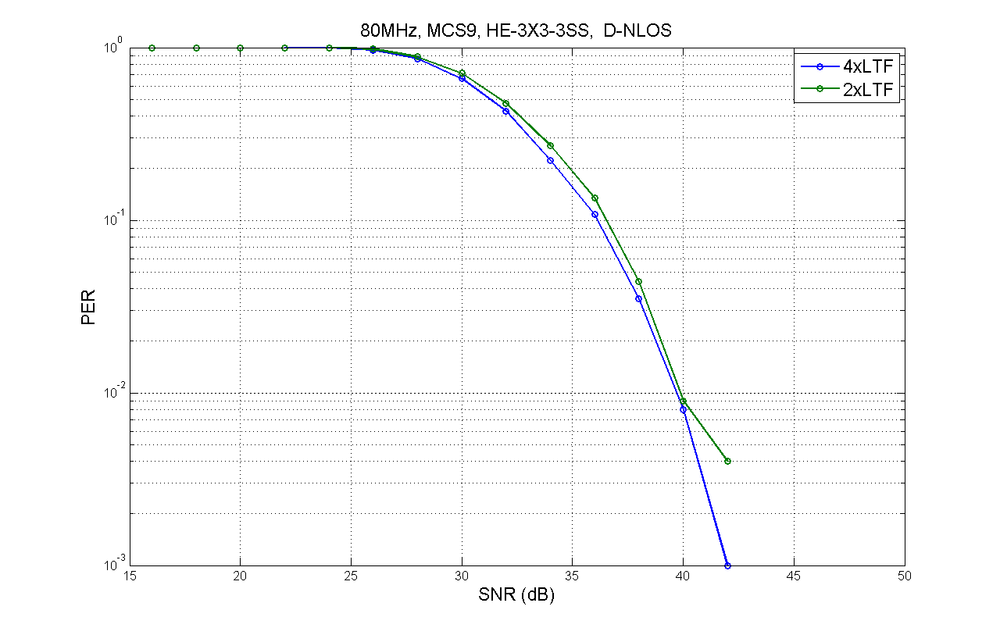 80MHz, MCS9, HE-3X3-3SS,  D-NLOS
10^0
4xLTF
2xLTF
10^-1
PER
10^-2
10^-3
15 20 25 30 35 40 45 50
SNR (dB)